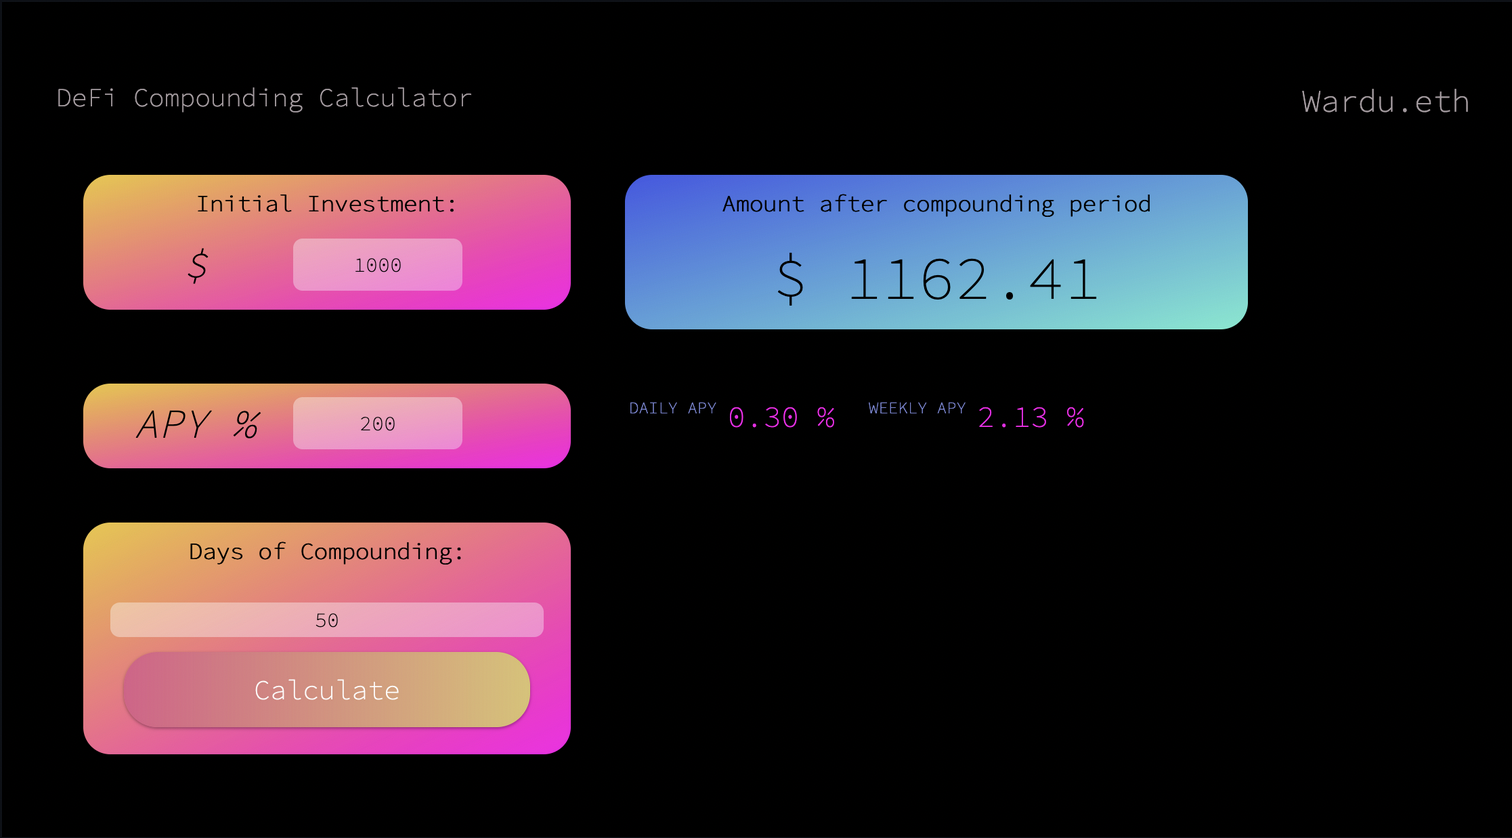 DeFi Compounding Calculator
Wardu.eth
Initial Investment:
$ 1000
Amount after compounding period
$ 1162.41
APY % 200
DAILY APY 0.30 % WEEKLY APY 2.13 %
Days of Compounding:
50
Calculate